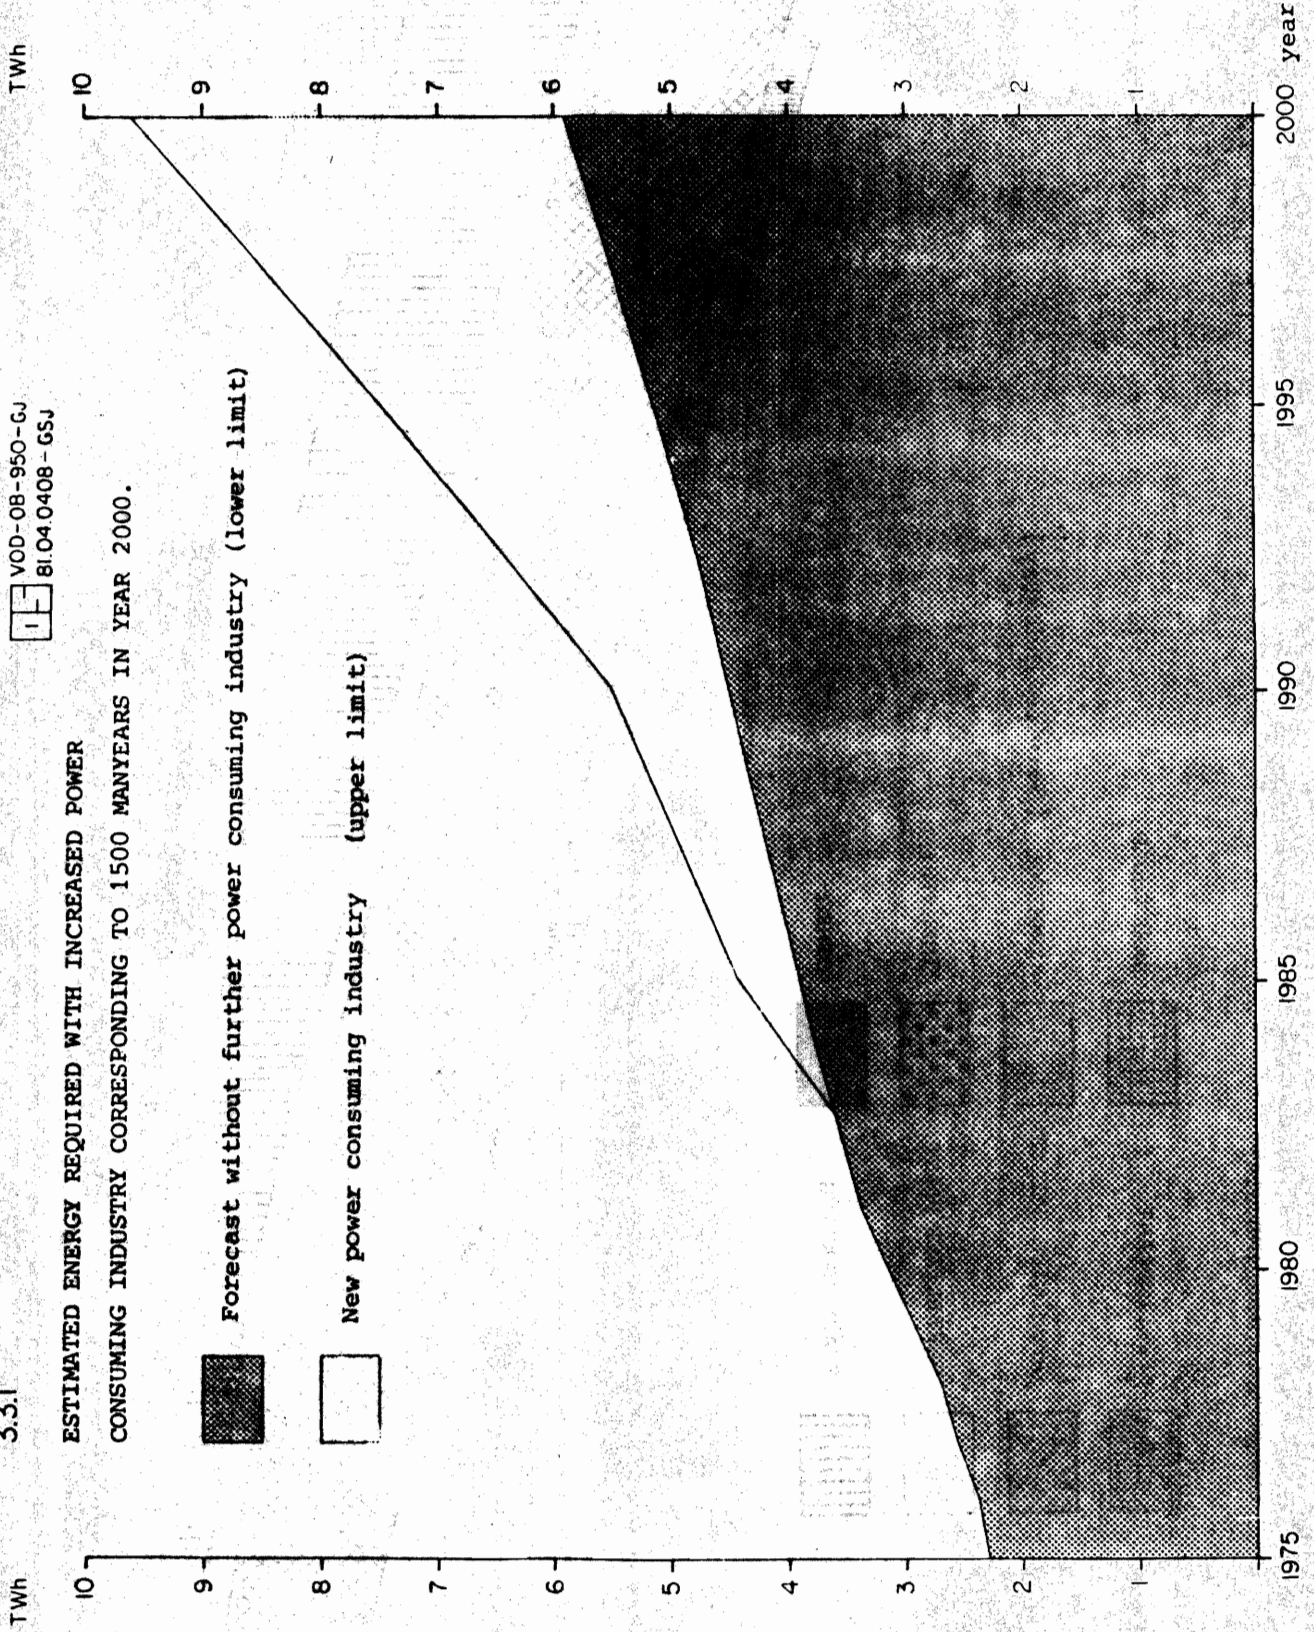 3.3.1
VOD-OB-950-GJ
81.04.0408-GSJ
ESTIMATED ENERGY REQUIRED WITH INCREASED POWER
CONSUMING INDUSTRY CORRESPONDING TO 1500 MANYEARS IN YEAR 2000.
TWh
TWh
10
10
Forecast without further power consuming industry (lower limit)
9
9
New power consuming industry (upper limit)
8
8
7
7
6
6
5
5
4
4
3
3
2
2
1
1
1975
1980
1985
1990
1995
2000 year